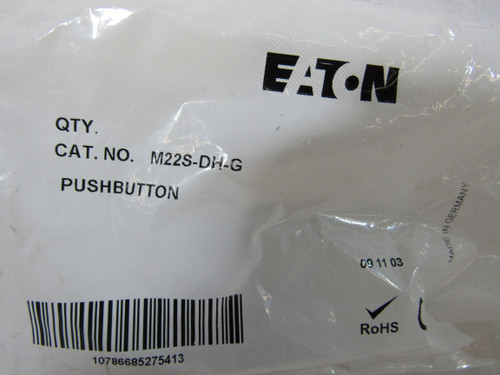 EATON
QTY.
CAT. NO. M22S-DH-G
PUSHBUTTON
MADE IN GERMANY
09 11 03
RoHS
10786685275413